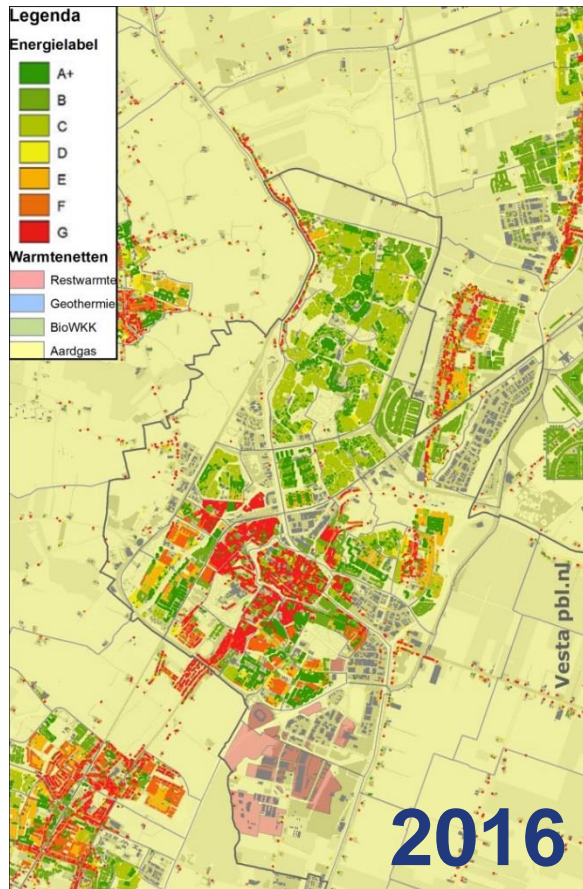 Legenda
Energielabel
A+
B
C
D
E
F
G
Warmtenetten
Restwarmte
Geothermie
BioWKK
Aardgas
Vesta pbl.nl
2016